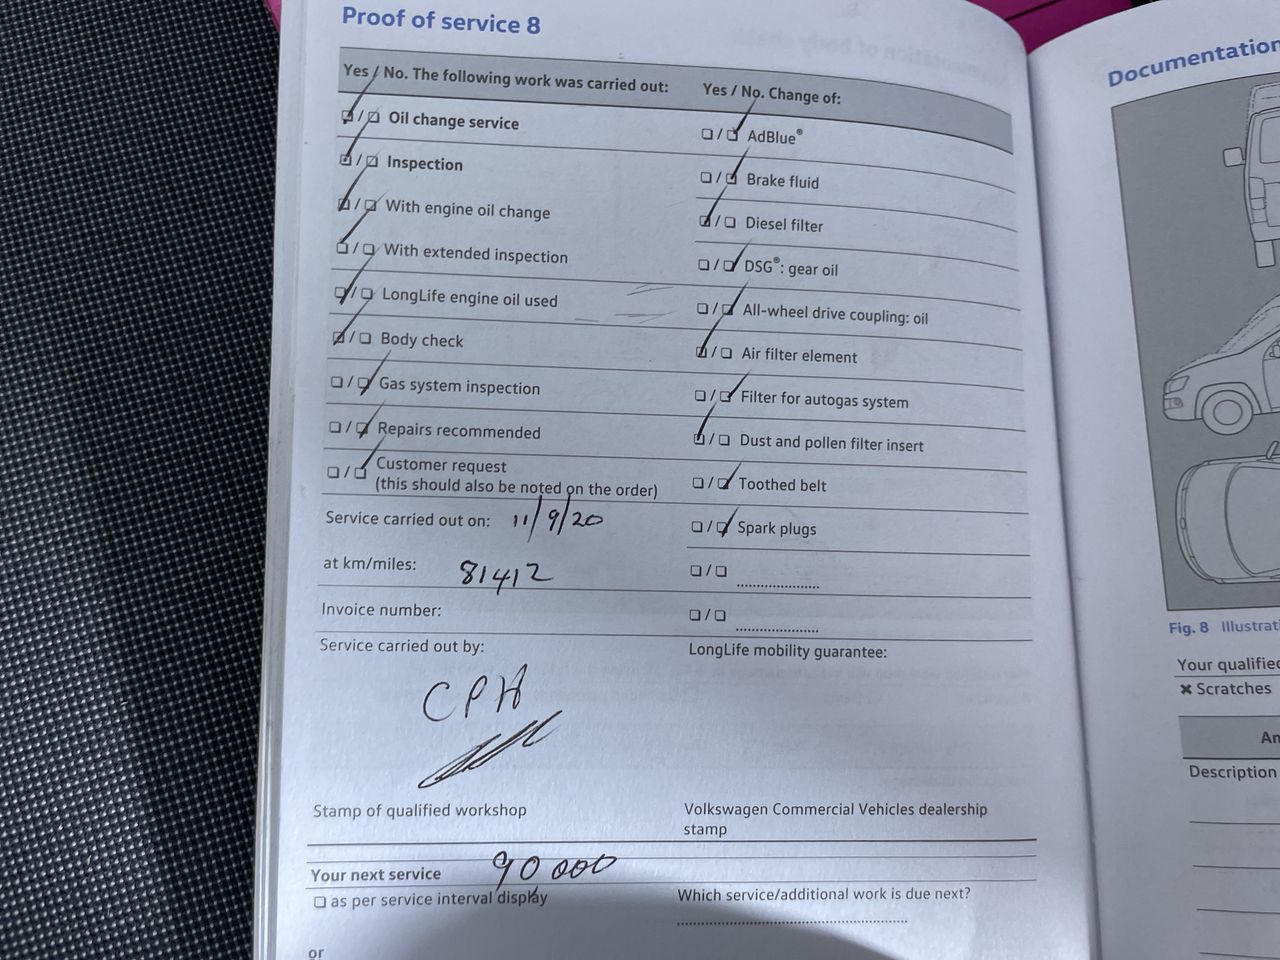 Proof of service 8
Yes / No. The following work was carried out:
Oil change service
Inspection
With engine oil change
With extended inspection
LongLife engine oil used
Body check
Gas system inspection
Repairs recommended
Customer request
(this should also be noted on the order)
Service carried out on: 11/9/20
at km/miles: 81412
Invoice number:
Service carried out by:
CPH
Stamp of qualified workshop
Yes / No. Change of:
AdBlue®
Brake fluid
Diesel filter
DSG®: gear oil
All-wheel drive coupling: oil
Air filter element
Filter for autogas system
Dust and pollen filter insert
Toothed belt
Spark plugs
LongLife mobility guarantee:
Volkswagen Commercial Vehicles dealership
stamp
Your next service 90 000
as per service interval display
or
Which service/additional work is due next?
Documentation
Fig. 8 Illustrati
Your qualifie
✖ Scratches
An
Description